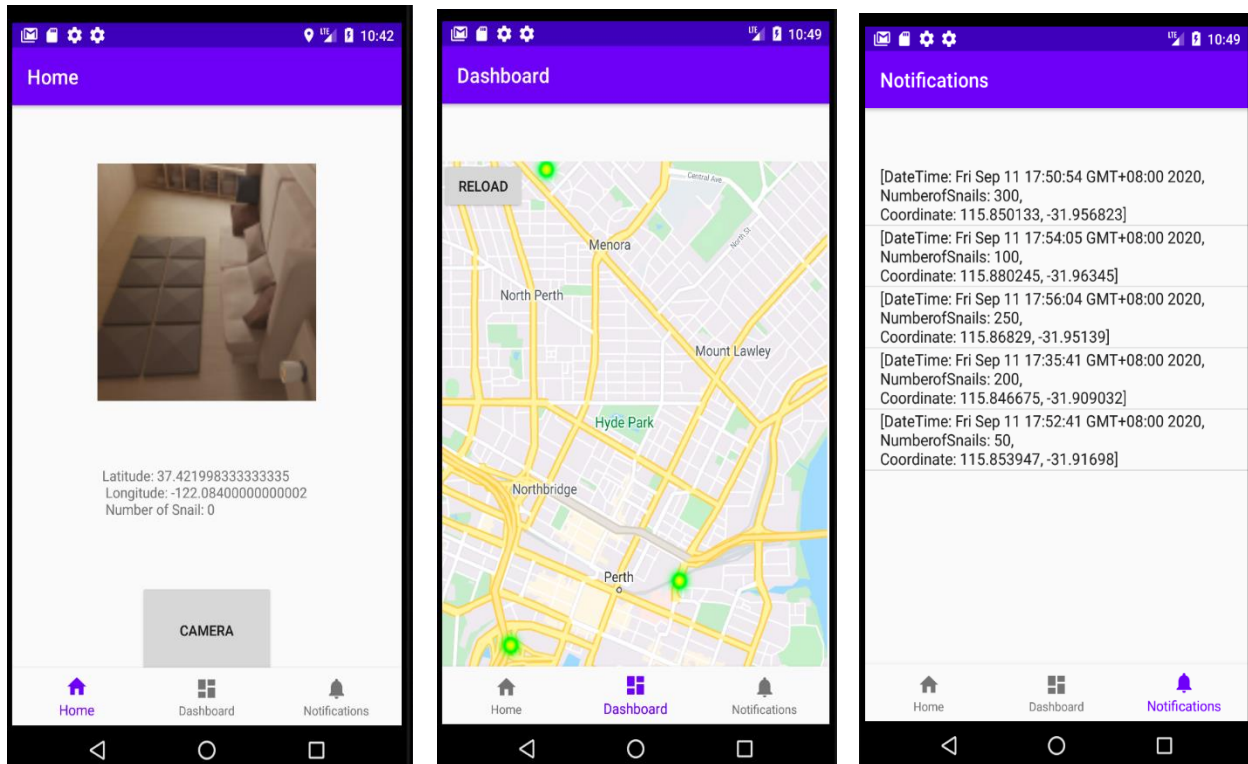 LTE 10:42
Home
Latitude: 37.421998333333335
Longitude: -122.08400000000002
Number of Snail: 0
CAMERA
Home Dashboard Notifications
LTE 10:49
Dashboard
RELOAD
Central Ave
North St
Menora
North Perth
Mount Lawley
Hyde Park
Northbridge
Perth
Home Dashboard Notifications
LTE 10:49
Notifications
[DateTime: Fri Sep 11 17:50:54 GMT+08:00 2020,
NumberofSnails: 300,
Coordinate: 115.850133, -31.956823]
[DateTime: Fri Sep 11 17:54:05 GMT+08:00 2020,
NumberofSnails: 100,
Coordinate: 115.880245, -31.96345]
[DateTime: Fri Sep 11 17:56:04 GMT+08:00 2020,
NumberofSnails: 250,
Coordinate: 115.86829, -31.95139]
[DateTime: Fri Sep 11 17:35:41 GMT+08:00 2020,
NumberofSnails: 200,
Coordinate: 115.846675, -31.909032]
[DateTime: Fri Sep 11 17:52:41 GMT+08:00 2020,
NumberofSnails: 50,
Coordinate: 115.853947, -31.91698]
Home Dashboard Notifications